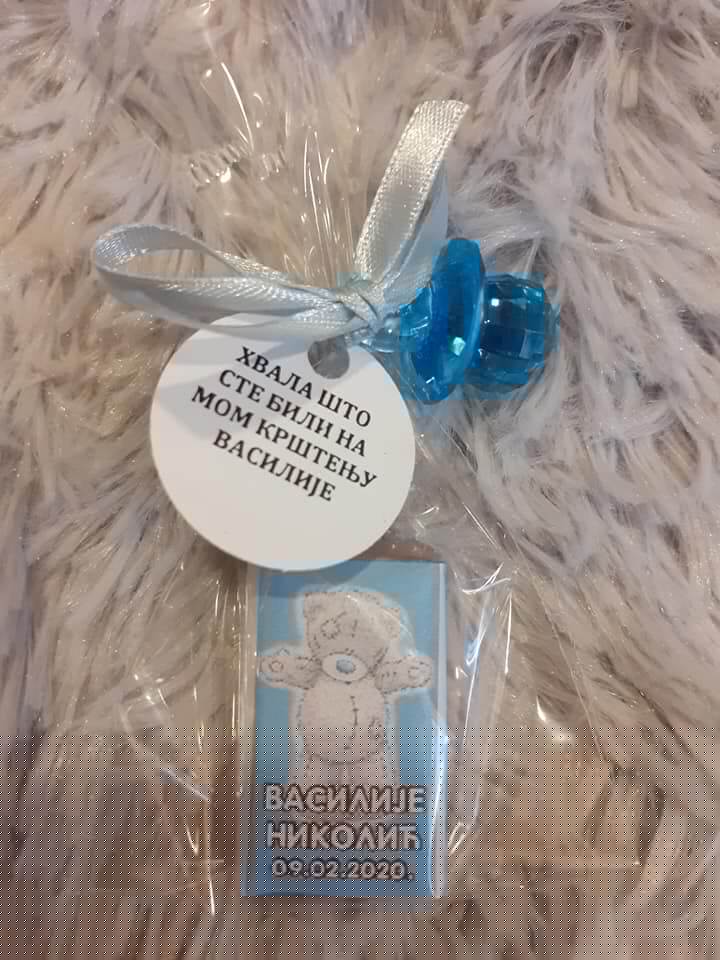 ХВАЛА ШТО
СТЕ БИЛИ НА
МОМ КРШТЕЊУ
ВАСИЛИЈЕ
ВАСИЛИЈЕ
НИКОЛИЋ
09.02.2020.